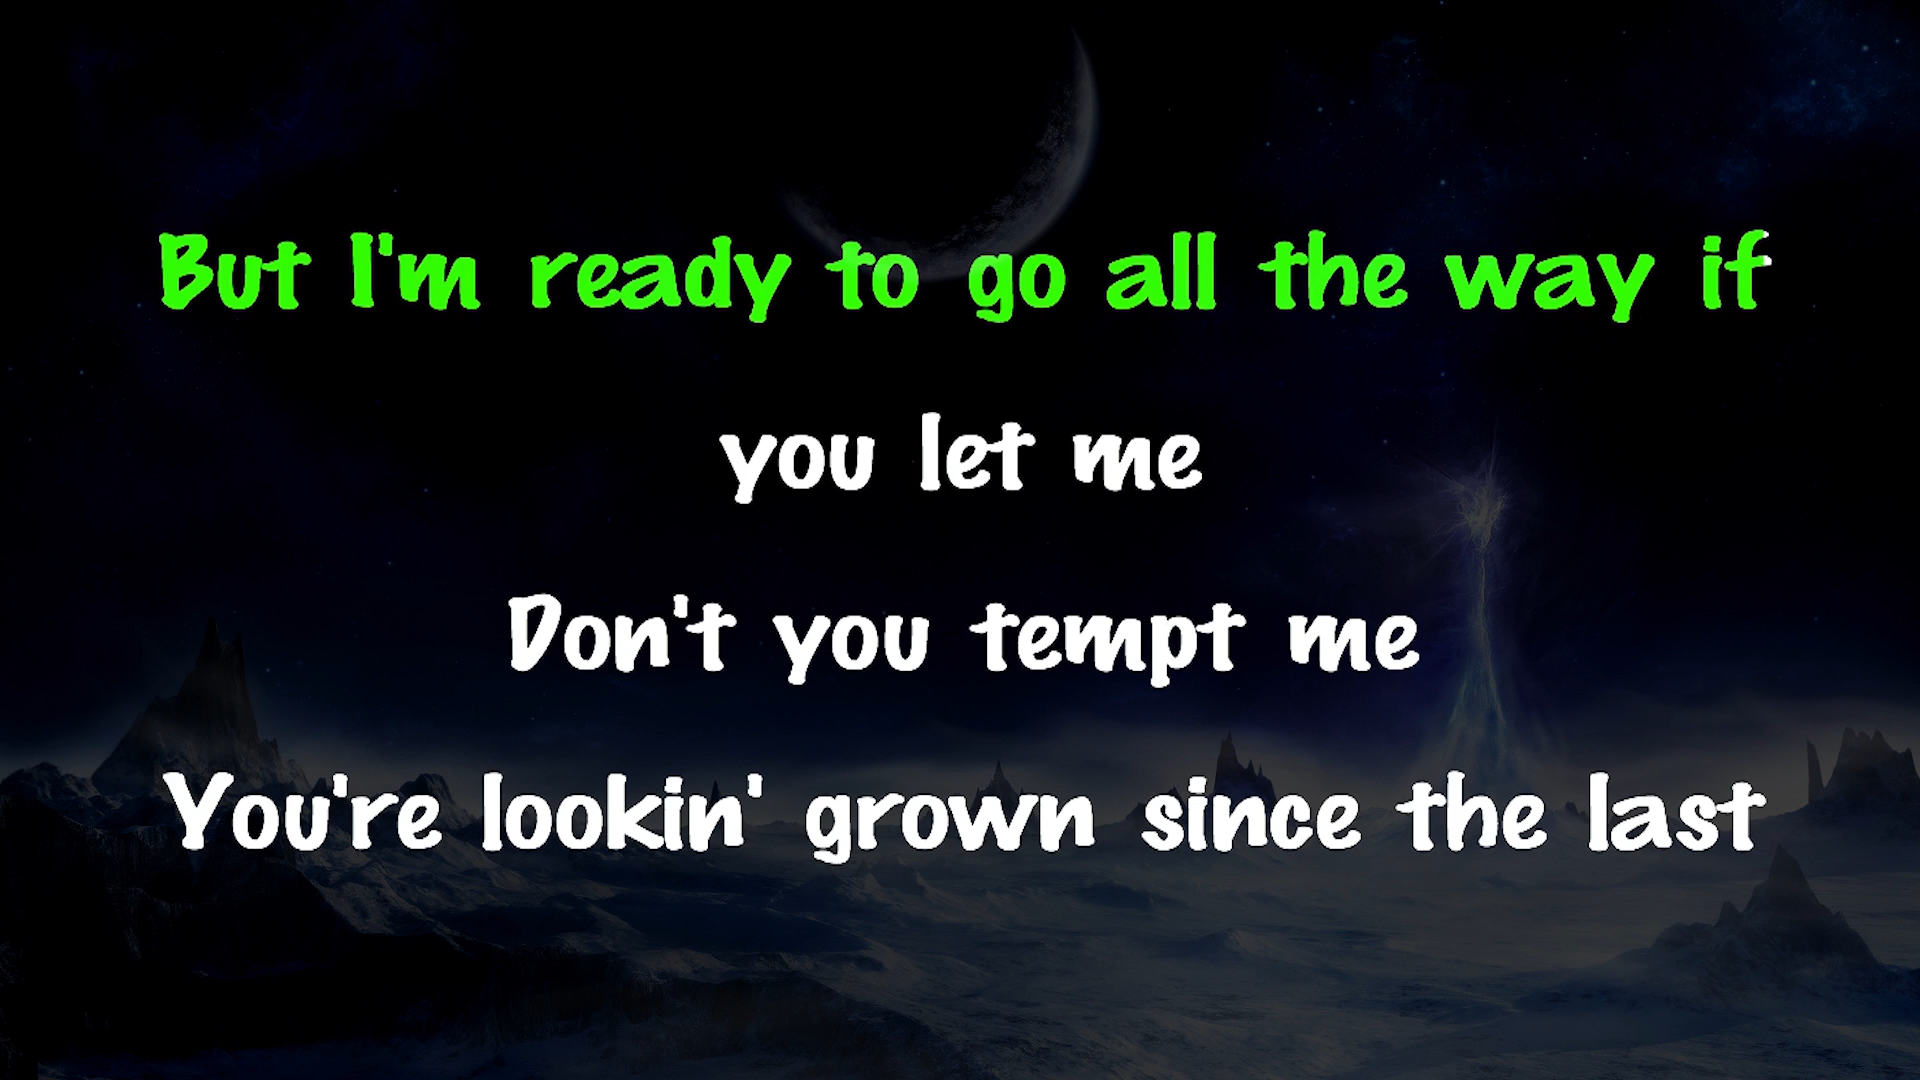 But I'm ready to go all the way if
you let me
Don't you tempt me
You're lookin' grown since the last